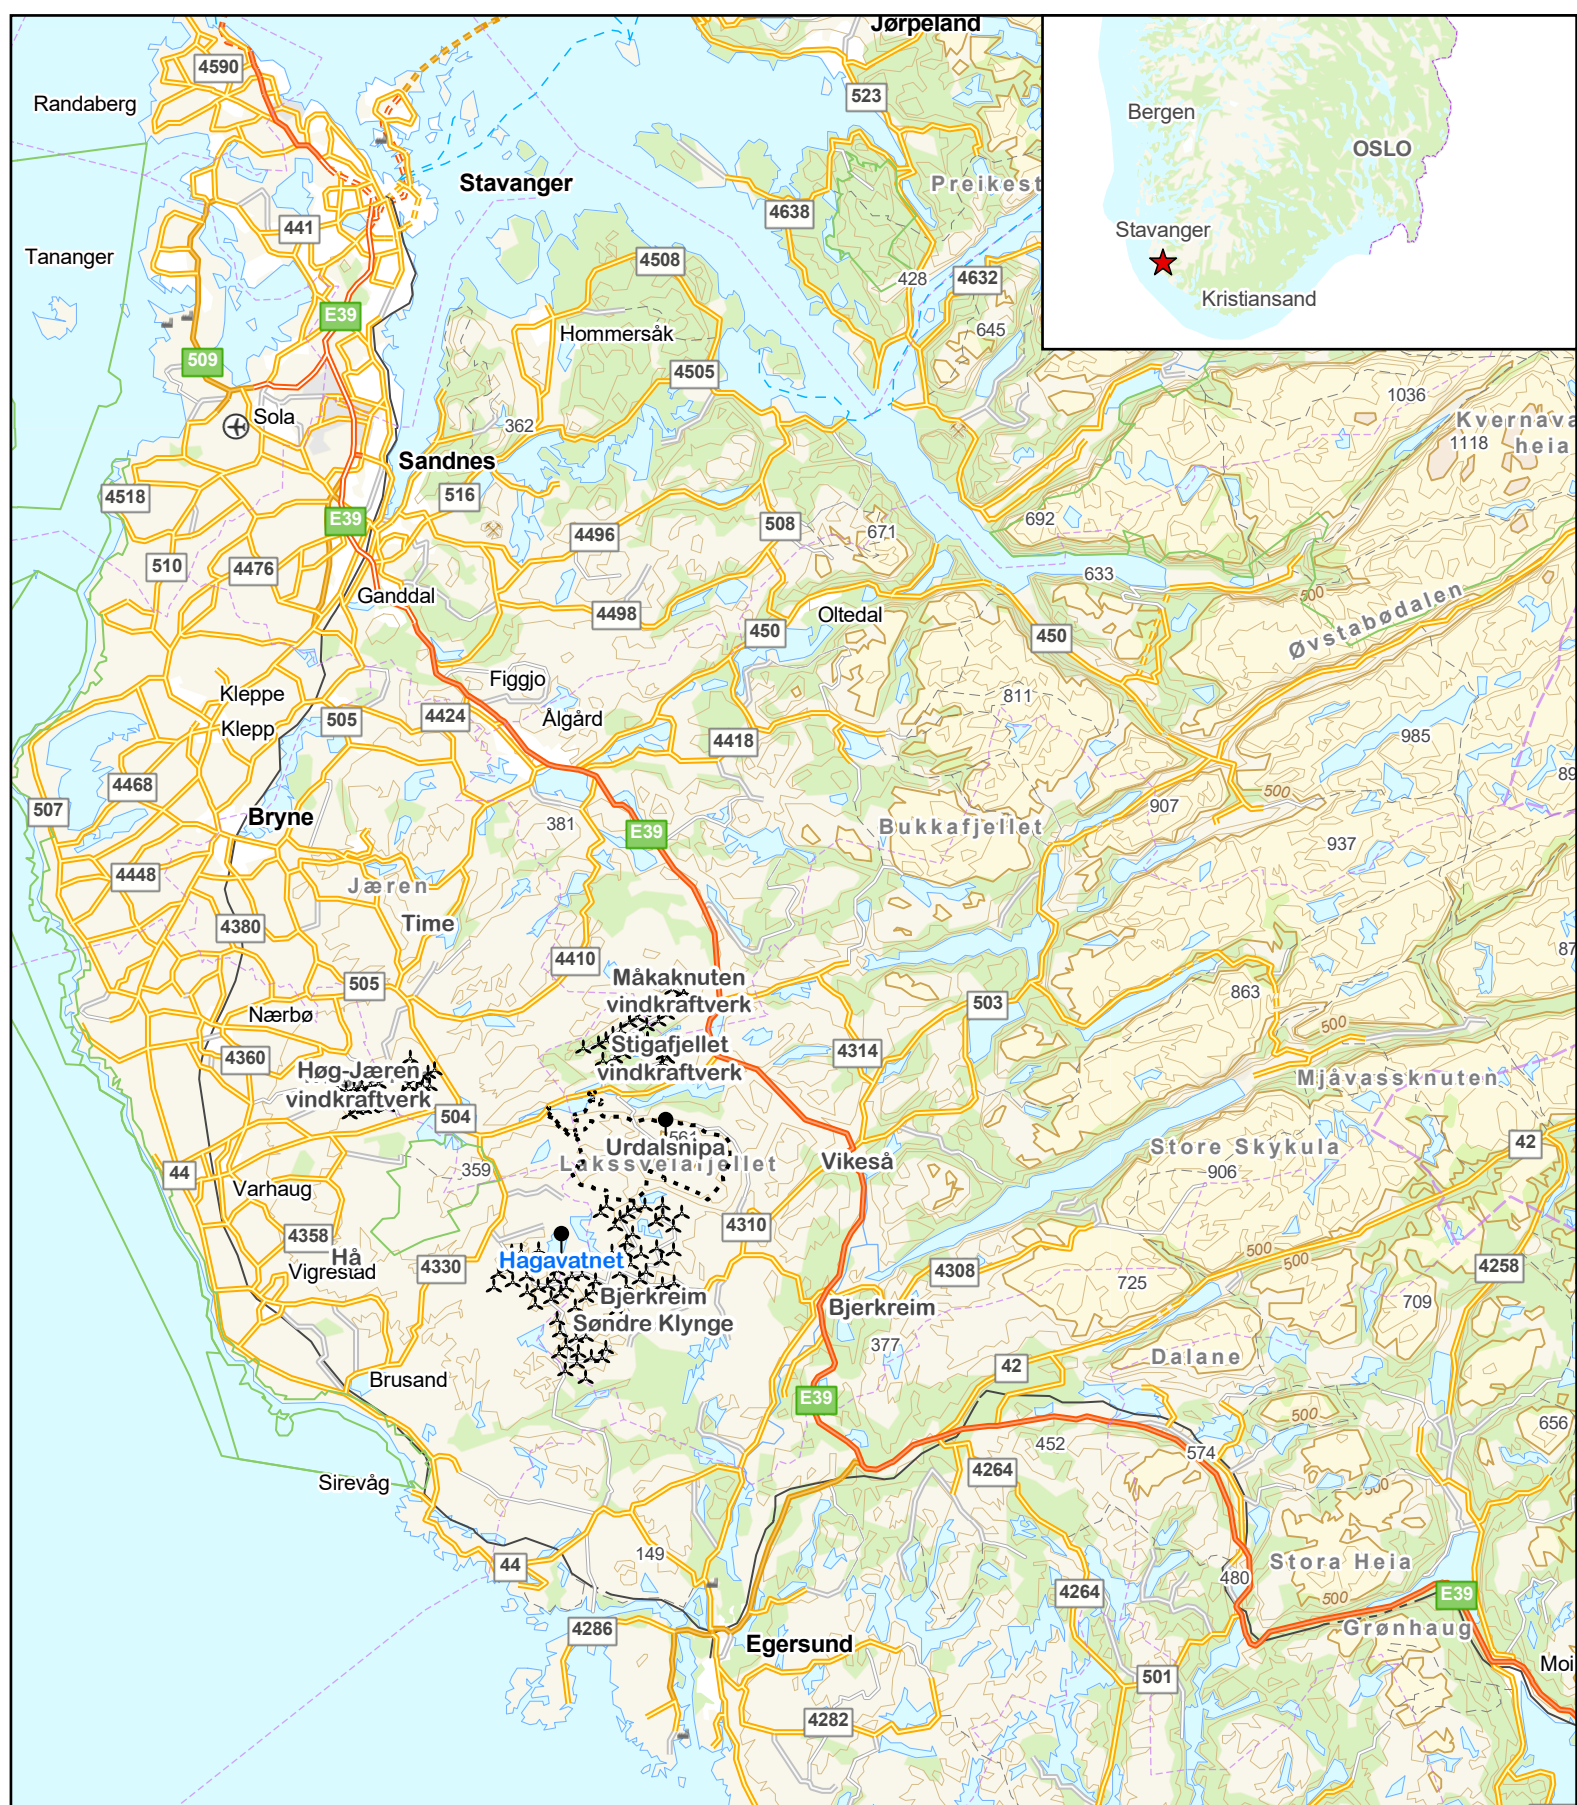 Jørpeland
4590
523
Randaberg
Bergen
OSLO
Stavanger
Preikest
4638
441
Stavanger
Tananger
4508
428
4632
Kristiansand
E39
Hommersås
645
509
4505
1036
Sola
362
Kvernava
heia
1118
Sandnes
4518
516
E39
508
692
4496
671
510
4476
633
500
Ganddal
4498
Oltedal
450
450
Øvstabødalen
Figgjo
Kleppe
811
505
4424
Ålgård
Klepp
4418
985
4468
89
500
507
907
Bryne
381
E39
Bukkafjellet
937
4448
Jæren
Time
4380
87
4410
Måkaknuten
vindkraftverk
505
863
503
Nærbø
500
Stigafjellet
vindkraftverk
4360
4314
Høg-Jæren
vindkraftverk
Mjåvassknuten
504
564
Urdalsnipa
Store Skykula
42
Lakssvelafjellet
Vikeså
359
906
44
Varhaug
4310
4358
Hå
Vigrestad
4330
Hagavatnet
4308
500
500
4258
725
Bjerkreim
Søndre Klynge
Bjerkreim
709
377
Dalane
42
Brusand
E39
500
656
452
574
4264
Sirevåg
500
149
44
Stora Heia
480
4264
500
E39
4286
Grønhaug
Egersund
Moi
501
4282